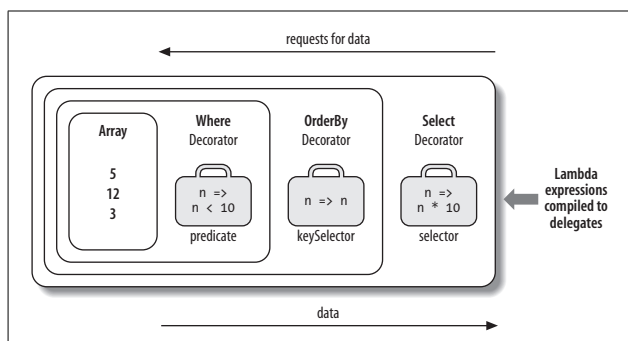 requests for data
Array
5
12
3
Where
Decorator
n =>
n < 10
predicate
OrderBy
Decorator
n => n
keySelector
Select
Decorator
n =>
n * 10
selector
Lambda
expressions
compiled to
delegates
data